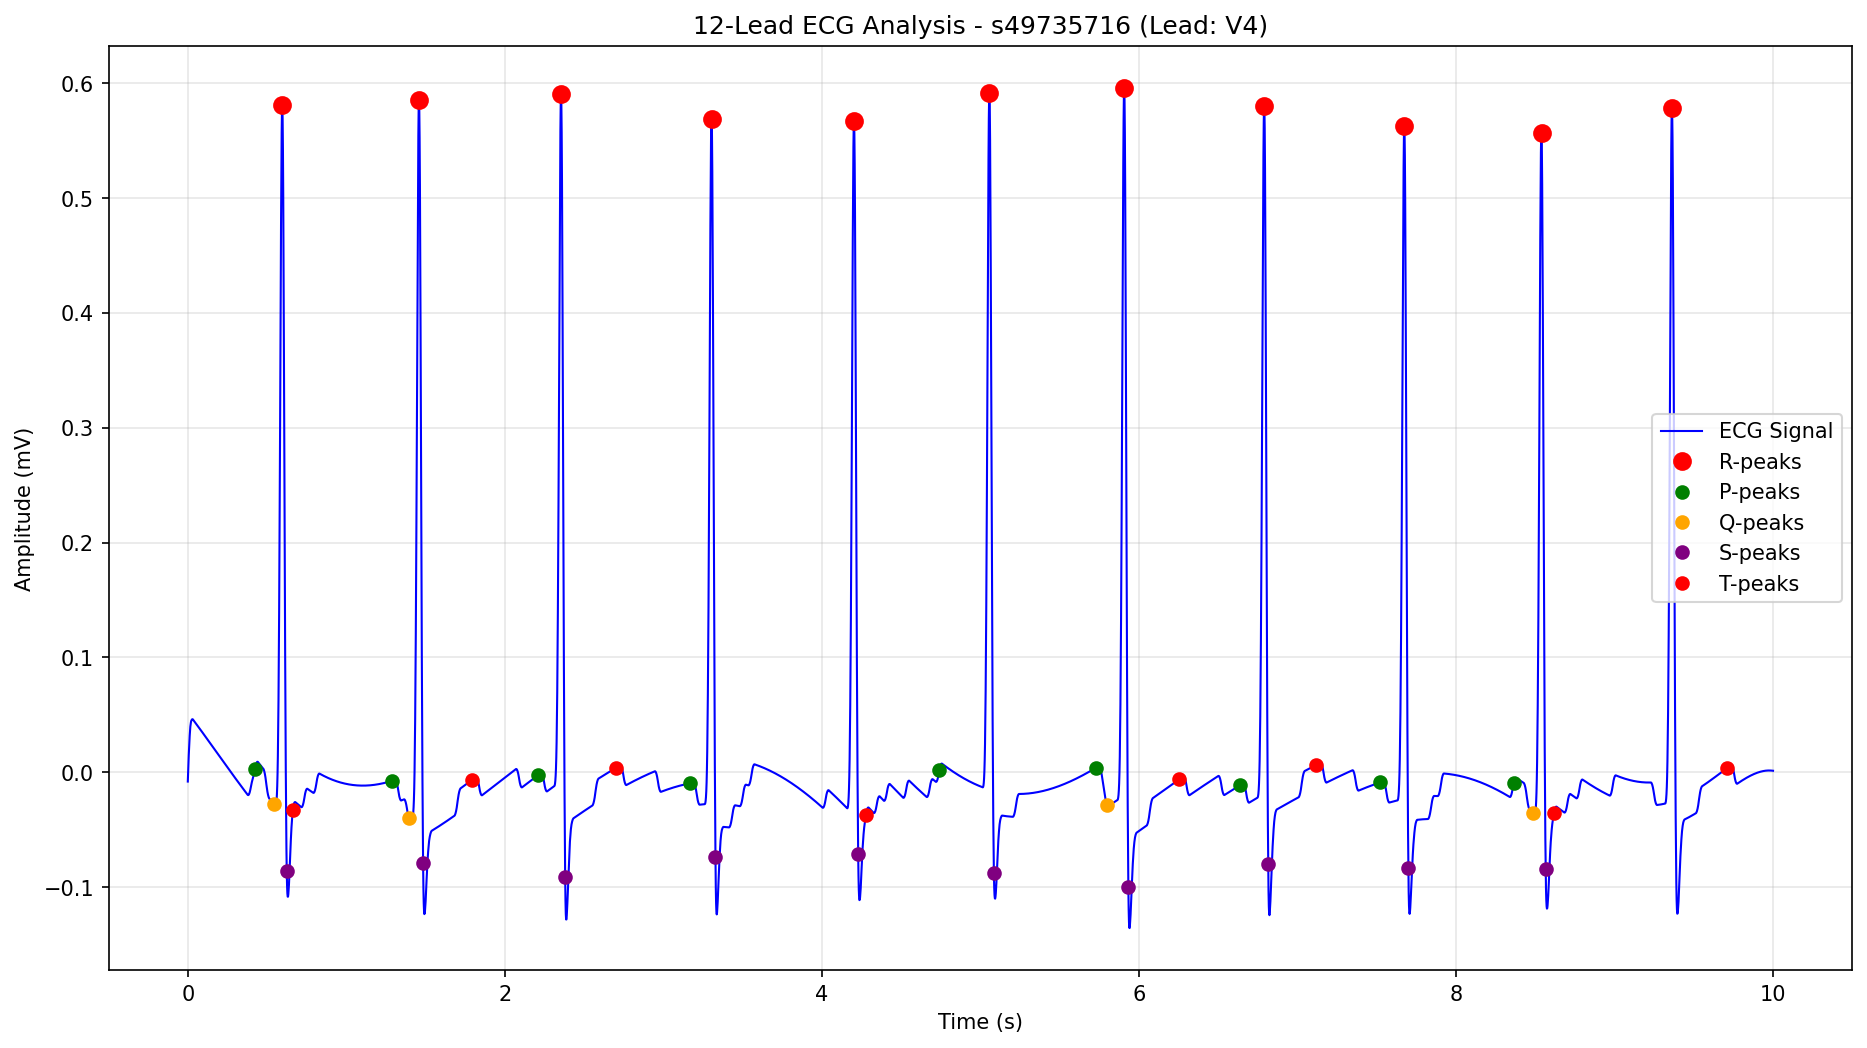 12-Lead ECG Analysis - s49735716 (Lead: V4)
0.6
0.5
0.4
0.3
0.2
0.1
0.0
−0.1
Amplitude (mV)
ECG Signal
R-peaks
P-peaks
Q-peaks
S-peaks
T-peaks
0 2 4 6 8 10
Time (s)